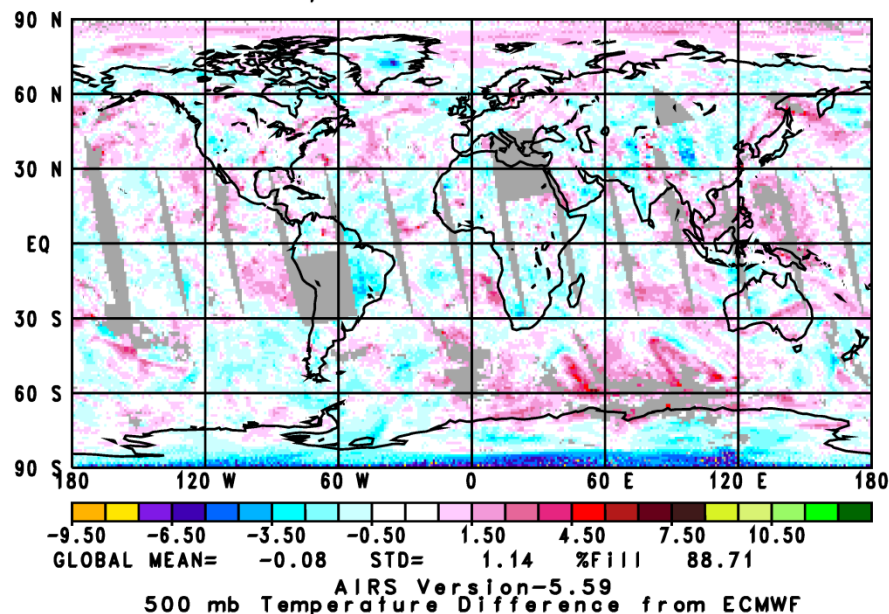 90 N
60 N
30 N
EQ
30 S
60 S
90 S
180 120 W 60 W 0 60 E 120 E 180
-9.50 -6.50 -3.50 -0.50 1.50 4.50 7.50 10.50
GLOBAL MEAN= -0.08 STD= 1.14 %Fill 88.71
AIRS Version-5.59
500 mb Temperature Difference from ECMWF